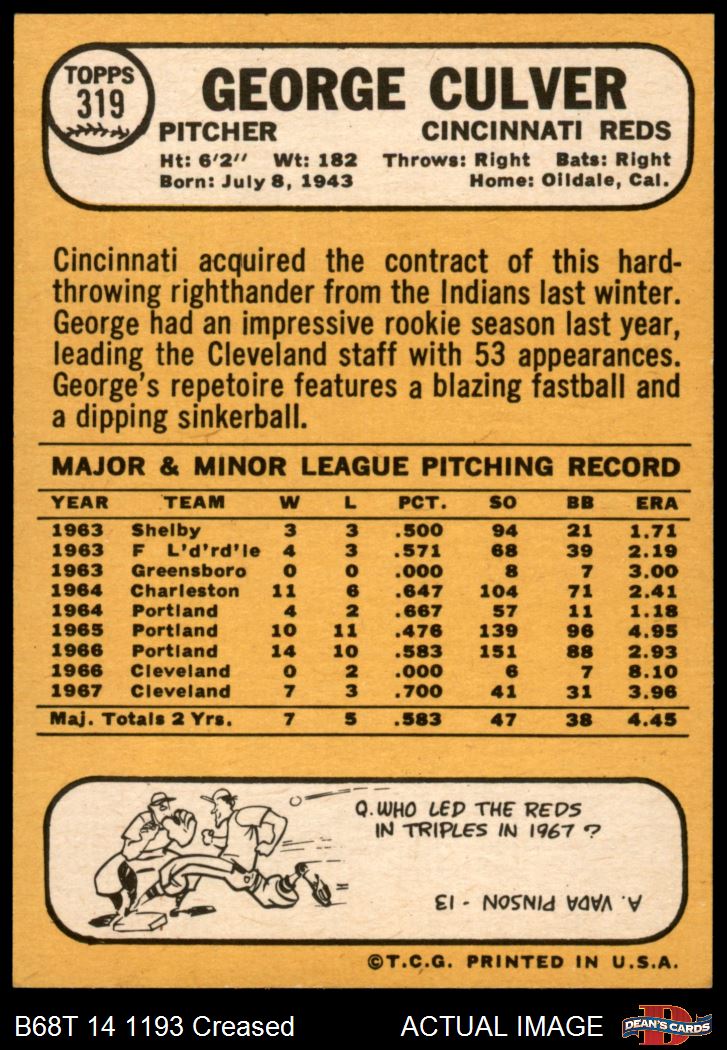 TOPPS
319
GEORGE CULVER
PITCHER CINCINNATI REDS
Ht: 6'2" Wt: 182 Throws: Right Bats: Right
Born: July 8, 1943 Home: Oildale, Cal.
Cincinnati acquired the contract of this hard-
throwing righthander from the Indians last winter.
George had an impressive rookie season last year,
leading the Cleveland staff with 53 appearances.
George's repetoire features a blazing fastball and
a dipping sinkerball.
MAJOR & MINOR LEAGUE PITCHING RECORD
YEAR TEAM W L PCT. SO BB ERA
1963 Shelby 3 3 .500 94 21 1.71
1963 F L'd'rd'le 4 3 .571 68 39 2.19
1963 Greensboro 0 0 .000 8 7 3.00
1964 Charleston 11 6 .647 104 71 2.41
1964 Portland 4 2 .667 57 11 1.18
1965 Portland 10 11 .476 139 96 4.95
1966 Portland 14 10 .583 151 88 2.93
1966 Cleveland 0 2 .000 6 7 8.10
1967 Cleveland 7 3 .700 41 31 3.96
Maj. Totals 2 Yrs. 7 5 .583 47 38 4.45
Q. WHO LED THE REDS
IN TRIPLES IN 1967?
A. VADA PINSON - 13
©T.C.G. PRINTED IN U.S.A.
B68T 14 1193 Creased ACTUAL IMAGE
D
DEAN'S CARDS